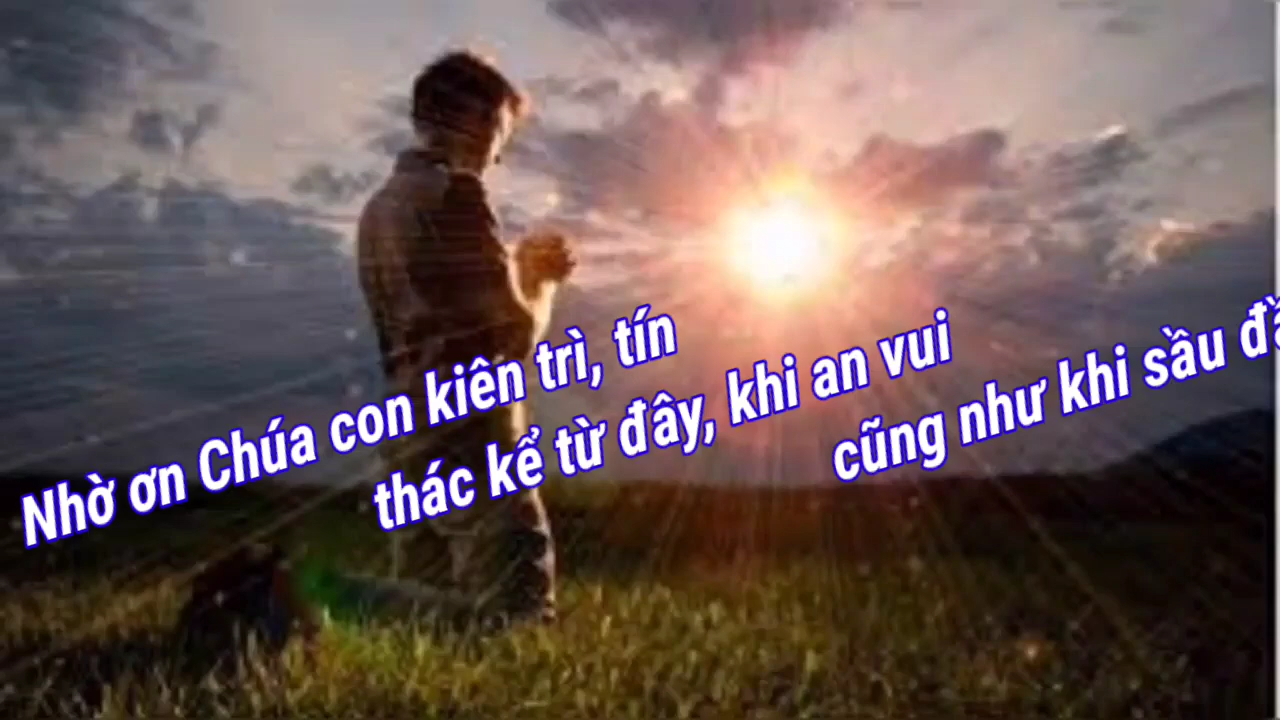 Nhờ ơn Chúa con kiên trì, tín
thác kể từ đây, khi an vui
cũng như khi sầu